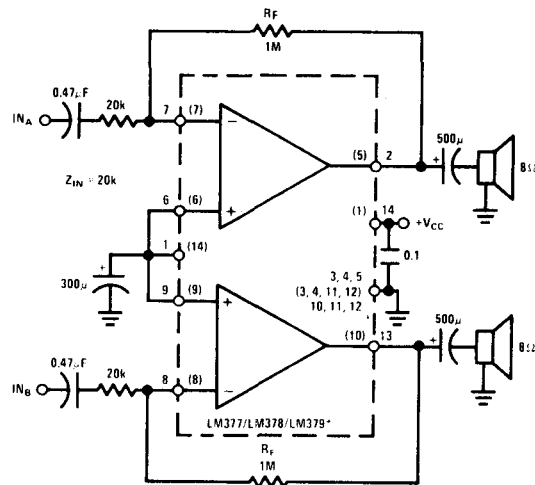 RF
1M
0.47µF
20k
INA
7 (7)
−
(5) 2
500µ
+
8Ω
ZIN = 20k
6 (6)
+
(1) 14
+VCC
1 (14)
0.1
+
300µ
3, 4, 5
(3, 4, 11, 12)
10, 11, 12
9 (9)
+
500µ
(10) 13
+
8Ω
0.47µF
20k
INB
8 (8)
−
LM377/LM378/LM379*
RF
1M